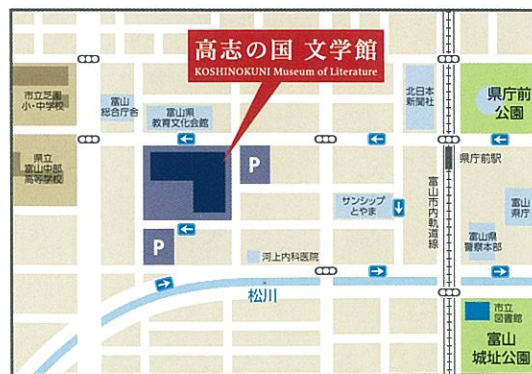 高志の国 文学館
KOSHINOKUNI Museum of Literature
市立芝園
小・中学校
富山
総合庁舎
富山県
教育文化会館
北日本
新聞社
県庁前
公園
県立
富山中部
高等学校
P
県庁前駅
サンシップ
とやま
富山市内軌道線
富山
県庁
富山県
警察本部
P
河上内科医院
松川
市立
図書館
富山
城址公園